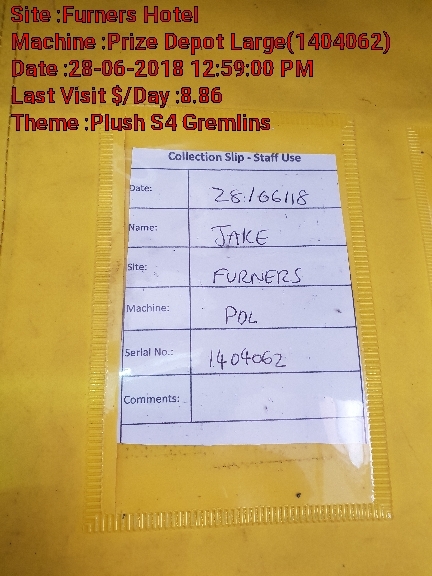 Site :Furners Hotel
Machine :Prize Depot Large(1404062)
Date :28-06-2018 12:59:00 PM
Last Visit $/Day :8.86
Theme :Plush S4 Gremlins
Collection Slip - Staff Use
Date: 28/06/18
Name: JAKE
Site: FURNERS
Machine: PDL
Serial No.: 1404062
Comments: